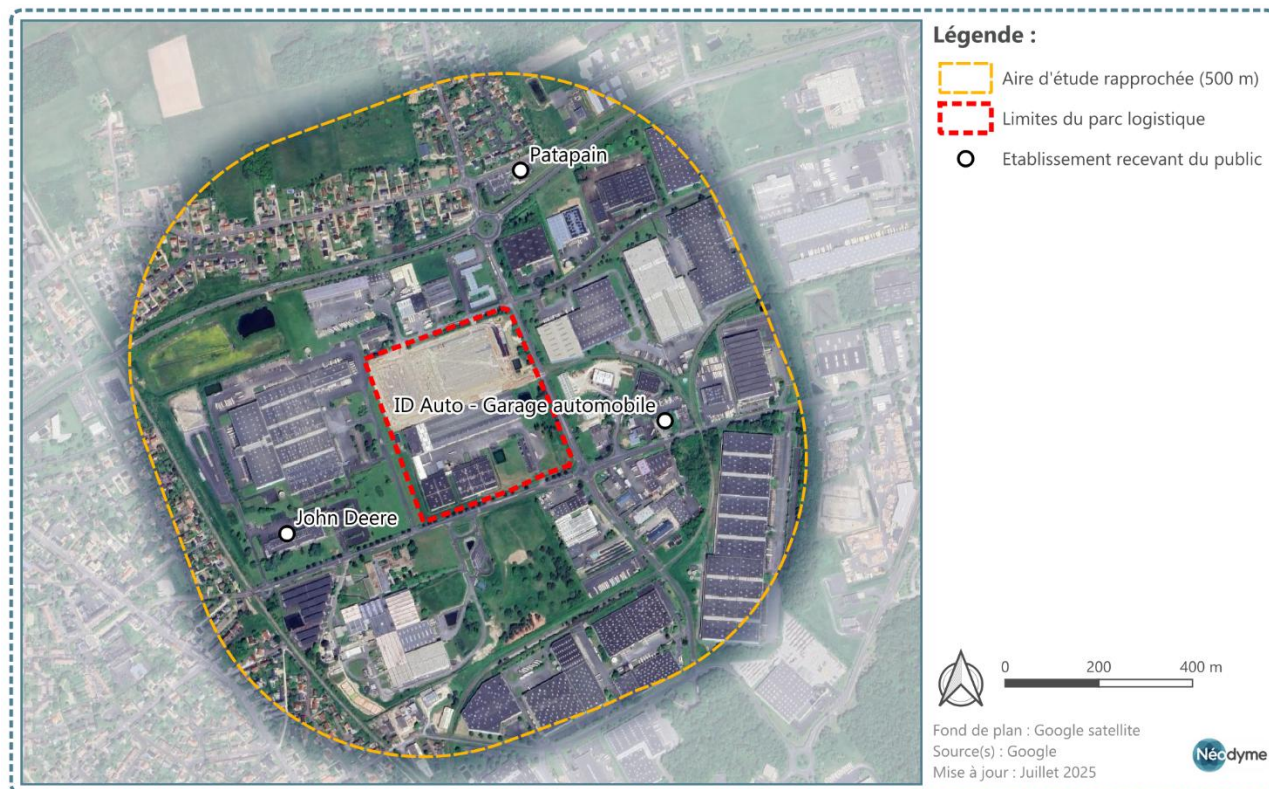 Patapain
ID Auto - Garage automobile
John Deere
Légende :
Aire d'étude rapprochée (500 m)
Limites du parc logistique
Etablissement recevant du public
0 200 400 m
Fond de plan : Google satellite
Source(s) : Google
Mise à jour : Juillet 2025
Néodyme